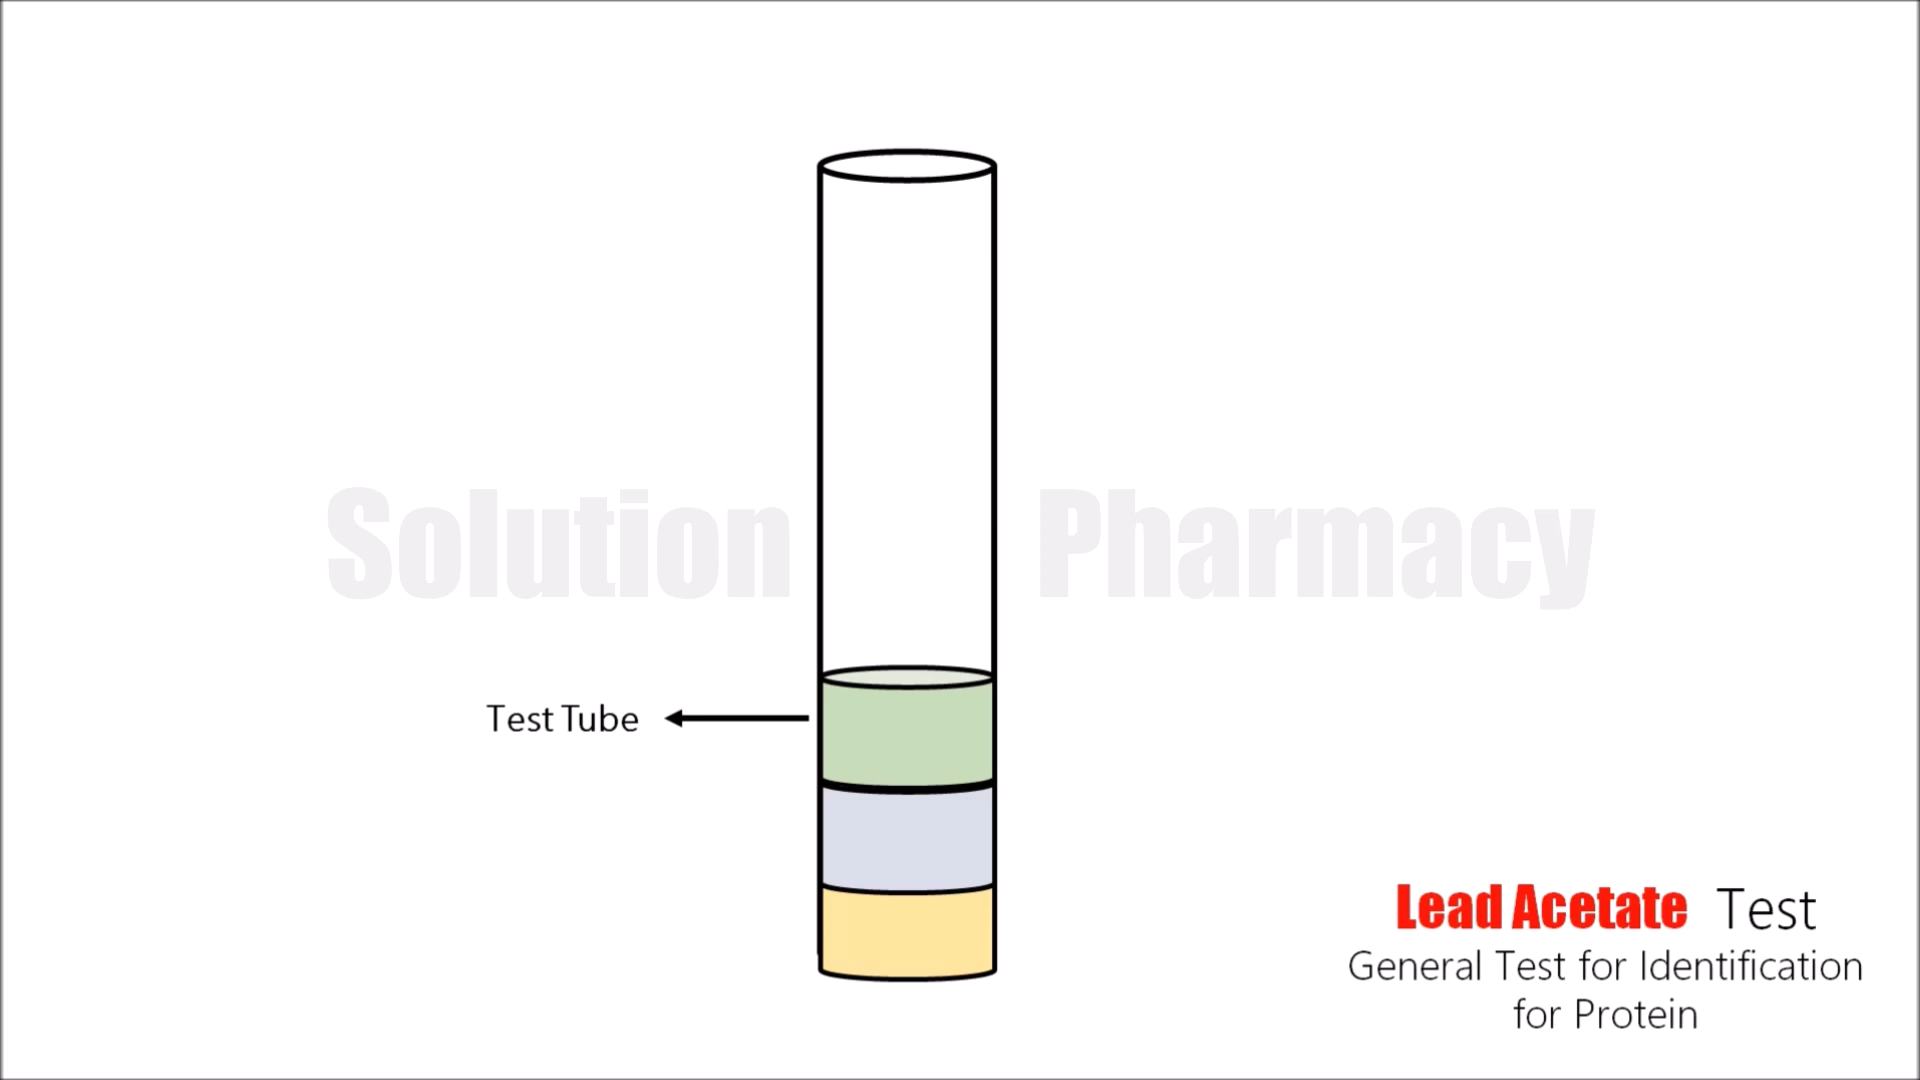 Solution Pharmacy
Test Tube
Lead Acetate Test
General Test for Identification
for Protein